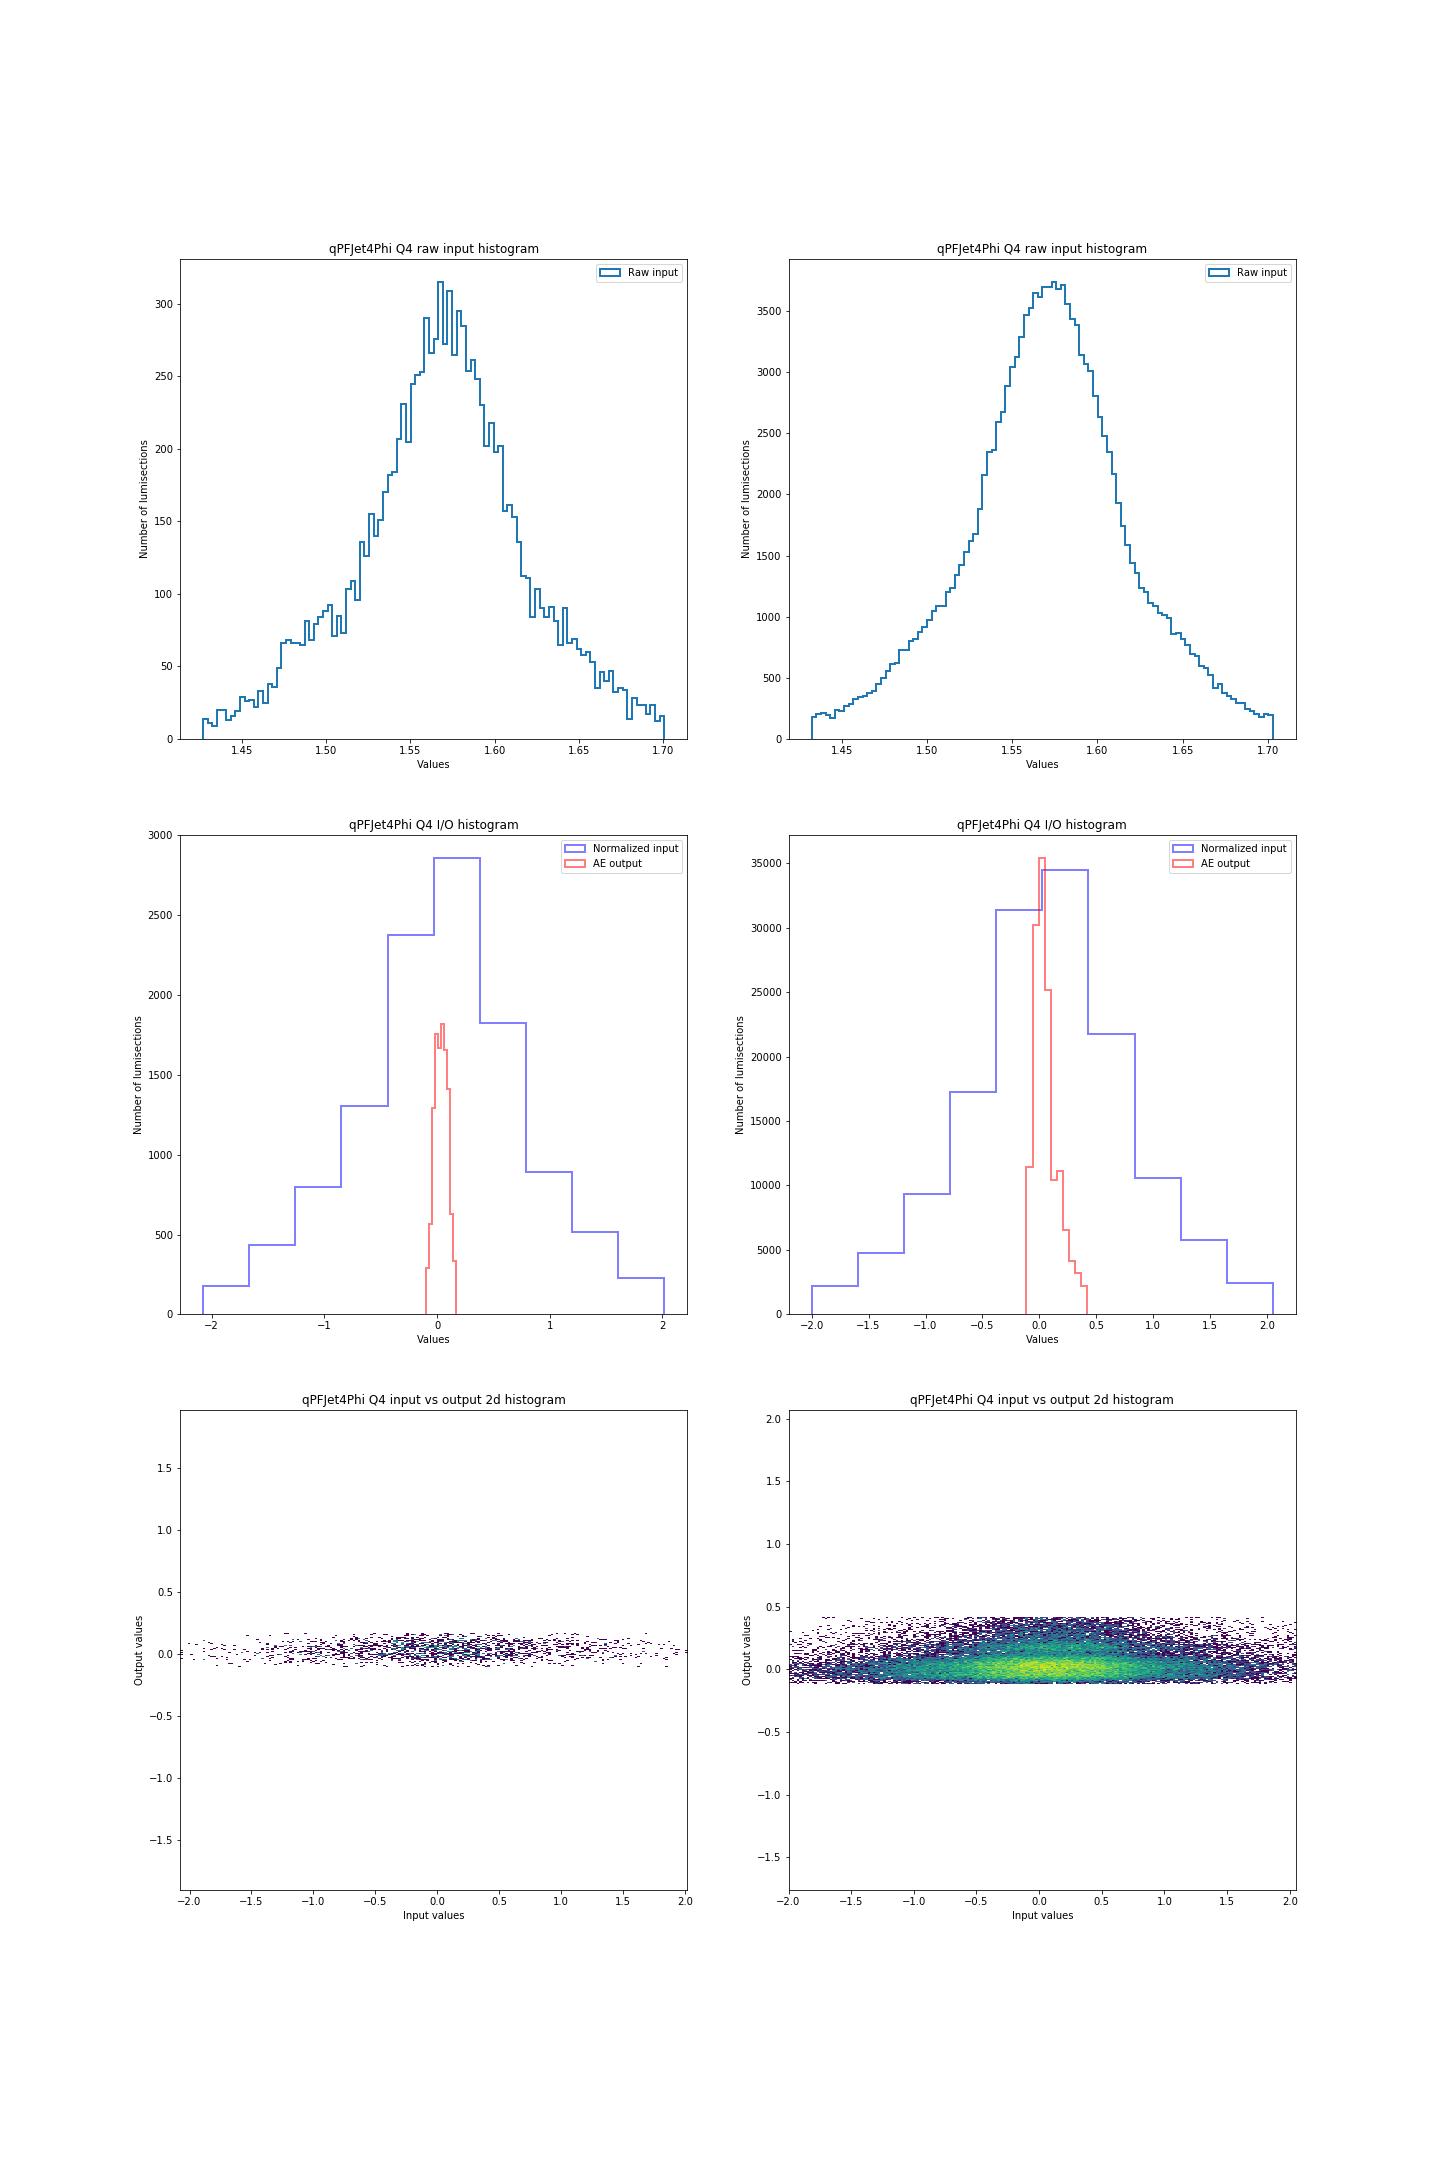 qPFJet4Phi Q4 raw input histogram
Raw input
300
250
200
150
100
50
0
Number of lumisections
1.45 1.50 1.55 1.60 1.65 1.70
Values
qPFJet4Phi Q4 raw input histogram
Raw input
3500
3000
2500
2000
1500
1000
500
0
Number of lumisections
1.45 1.50 1.55 1.60 1.65 1.70
Values
qPFJet4Phi Q4 I/O histogram
Normalized input
AE output
3000
2500
2000
1500
1000
500
0
Number of lumisections
−2 −1 0 1 2
Values
qPFJet4Phi Q4 I/O histogram
Normalized input
AE output
35000
30000
25000
20000
15000
10000
5000
0
Number of lumisections
−2.0 −1.5 −1.0 −0.5 0.0 0.5 1.0 1.5 2.0
Values
qPFJet4Phi Q4 input vs output 2d histogram
1.5
1.0
0.5
0.0
−0.5
−1.0
−1.5
Output values
−2.0 −1.5 −1.0 −0.5 0.0 0.5 1.0 1.5 2.0
Input values
qPFJet4Phi Q4 input vs output 2d histogram
2.0
1.5
1.0
0.5
0.0
−0.5
−1.0
−1.5
Output values
−2.0 −1.5 −1.0 −0.5 0.0 0.5 1.0 1.5 2.0
Input values